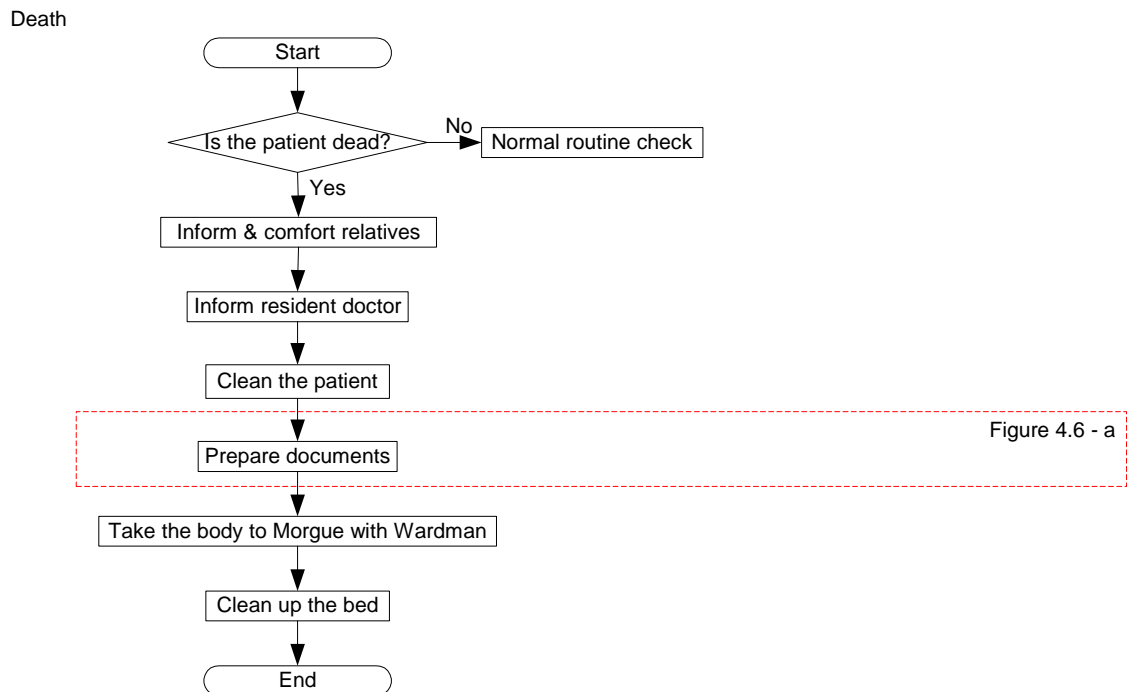 Death
Start
Is the patient dead?
No
Normal routine check
Yes
Inform & comfort relatives
Inform resident doctor
Clean the patient
Figure 4.6 - a
Prepare documents
Take the body to Morgue with Wardman
Clean up the bed
End